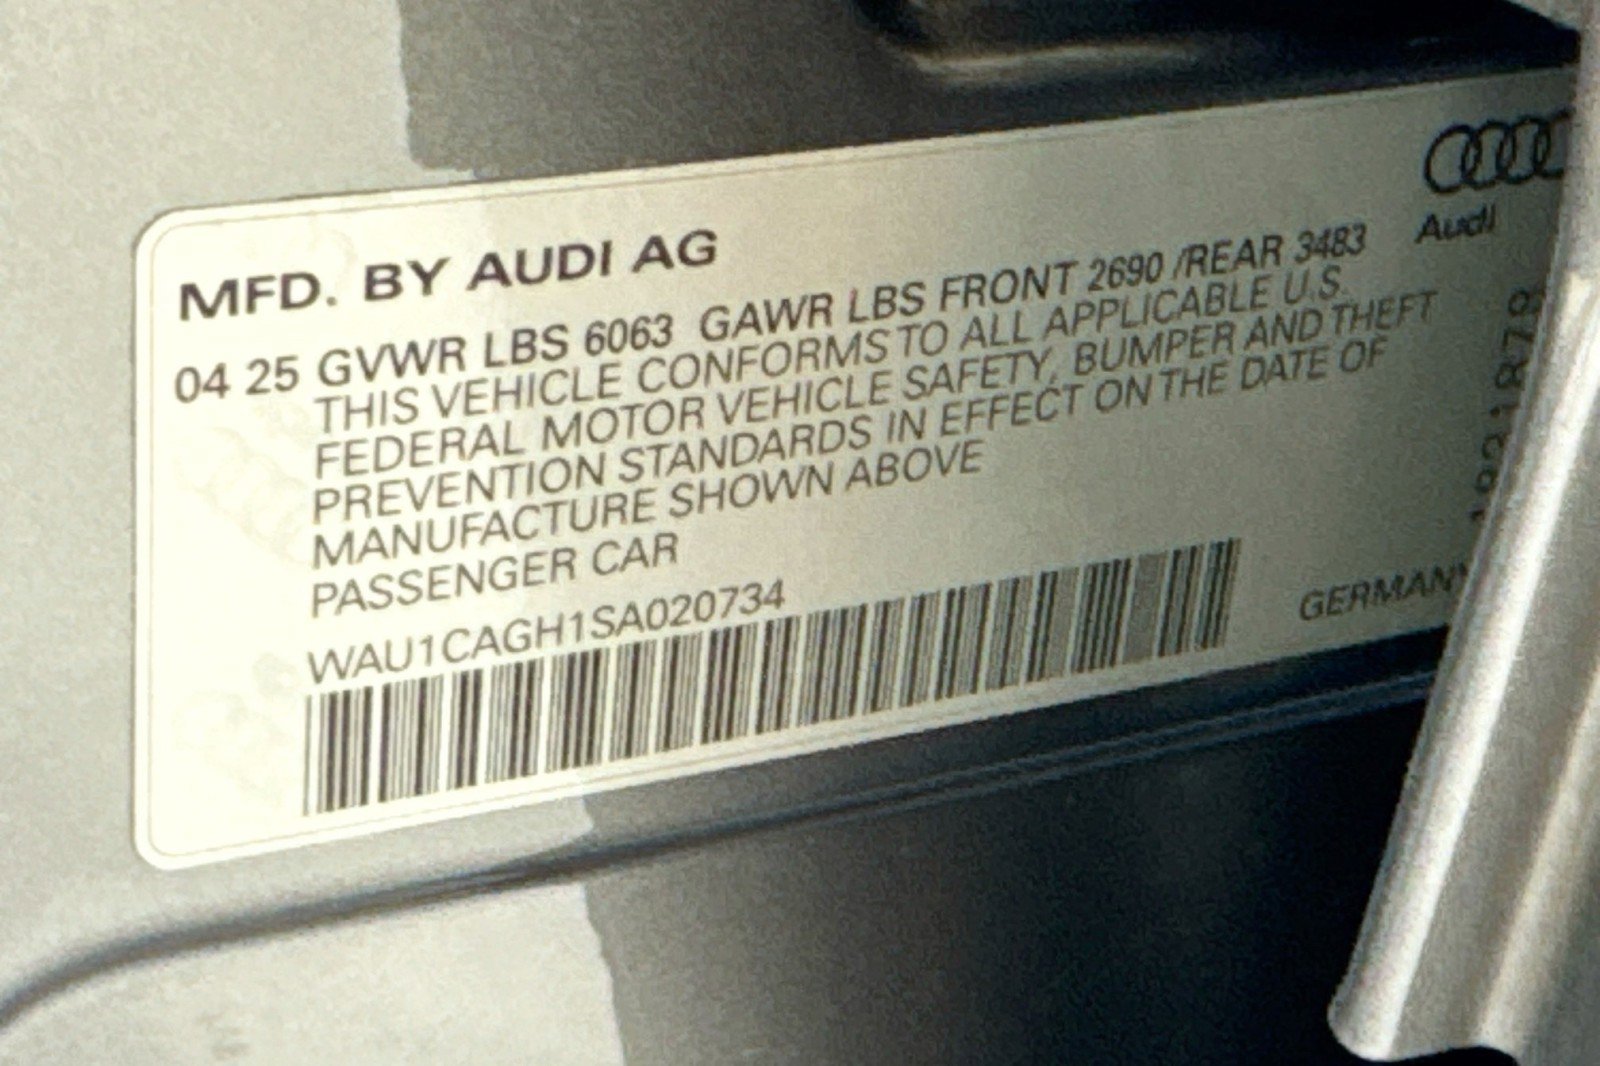 MFD. BY AUDI AG
04 25 GVWR LBS 6063 GAWR LBS FRONT 2690 /REAR 3483
THIS VEHICLE CONFORMS TO ALL APPLICABLE U.S.
FEDERAL MOTOR VEHICLE SAFETY, BUMPER AND THEFT
PREVENTION STANDARDS IN EFFECT ON THE DATE OF
MANUFACTURE SHOWN ABOVE
PASSENGER CAR
WAU1CAGH1SA020734
Audi
GERMANY